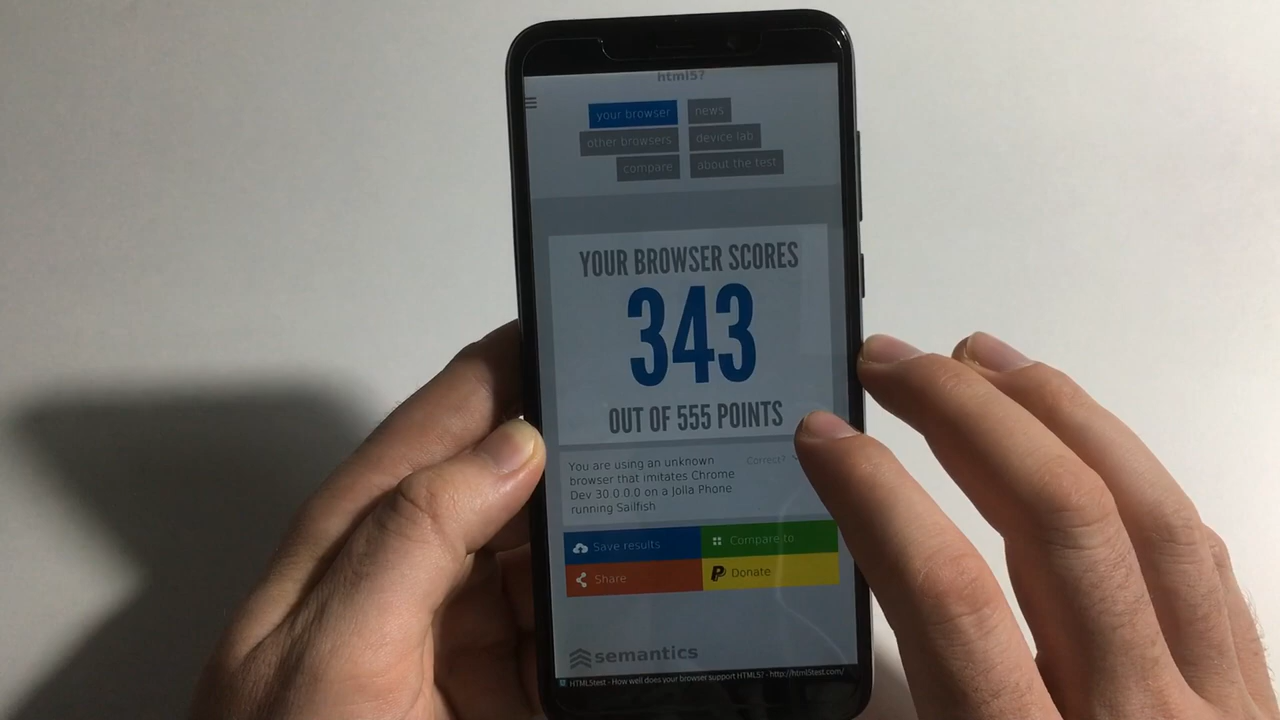 html5?
your browser
news
other browsers
device lab
compare
about the test
YOUR BROWSER SCORES
343
OUT OF 555 POINTS
You are using an unknown
browser that imitates Chrome
Dev 30.0.0.0 on a Jolla Phone
running Sailfish
Correct?
Save results
Compare to
Share
Donate
semantics
HTML5test - How well does your browser support HTML5? - http://html5test.com/